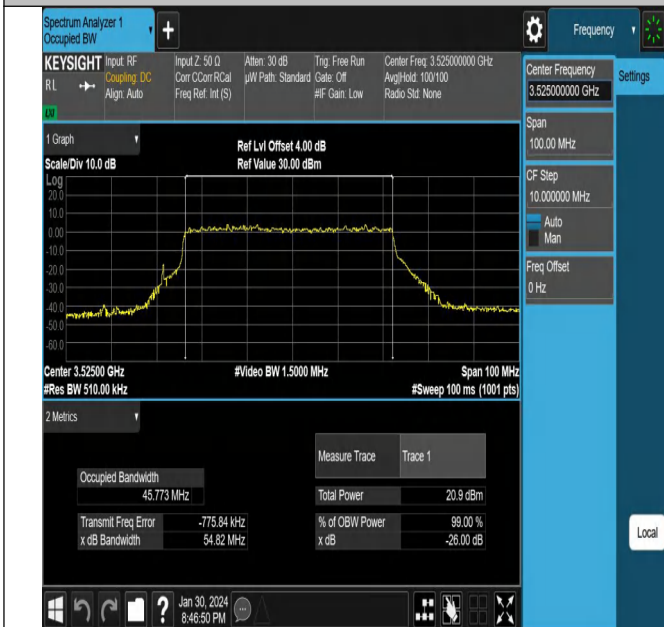 Spectrum Analyzer 1
Occupied BW
Frequency
KEYSIGHT
RL
Input: RF
Coupling: DC
Align: Auto
Input Z: 50 Ω
Corr CCorr RCal
Freq Ref: Int (S)
Atten: 30 dB
µW Path: Standard
Trig: Free Run
Gate: Off
#IF Gain: Low
Center Freq: 3.525000000 GHz
Avg|Hold: 100/100
Radio Std: None
Center Frequency
3.525000000 GHz
Settings
Span
100.00 MHz
CF Step
10.000000 MHz
Auto
Man
Freq Offset
0 Hz
1 Graph
Scale/Div 10.0 dB
Ref Lvl Offset 4.00 dB
Ref Value 30.00 dBm
Log
20.0
10.0
0.00
-10.0
-20.0
-30.0
-40.0
-50.0
-60.0
Center 3.52500 GHz
#Video BW 1.5000 MHz
Span 100 MHz
#Res BW 510.00 kHz
#Sweep 100 ms (1001 pts)
2 Metrics
Measure Trace
Trace 1
Occupied Bandwidth
45.773 MHz
Total Power
20.9 dBm
Transmit Freq Error
-775.84 kHz
% of OBW Power
99.00 %
x dB Bandwidth
54.82 MHz
x dB
-26.00 dB
Local
?
Jan 30, 2024
8:46:50 PM